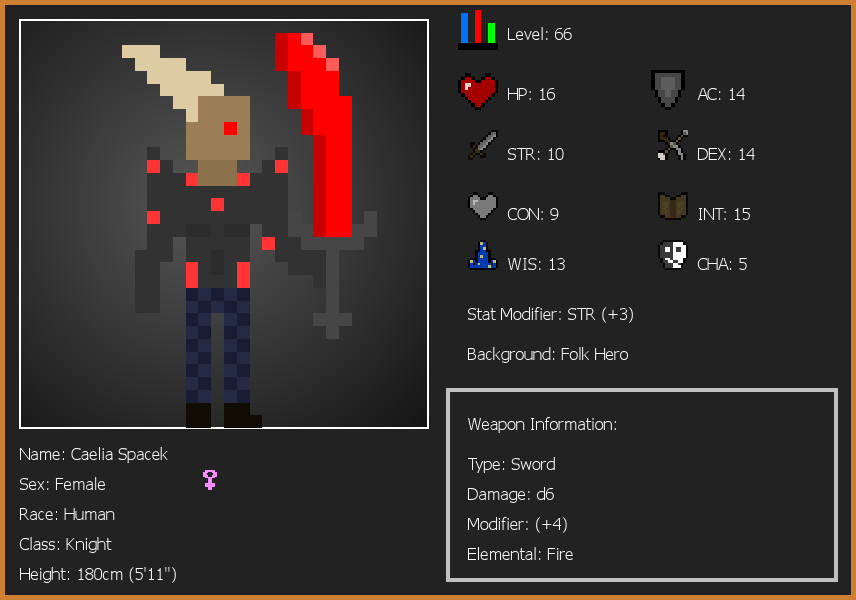 Level: 66
HP: 16
AC: 14
STR: 10
DEX: 14
CON: 9
INT: 15
WIS: 13
CHA: 5
Stat Modifier: STR (+3)
Background: Folk Hero
Weapon Information:
Type: Sword
Damage: d6
Modifier: (+4)
Elemental: Fire
Name: Caelia Spacek
Sex: Female
Race: Human
Class: Knight
Height: 180cm (5'11")